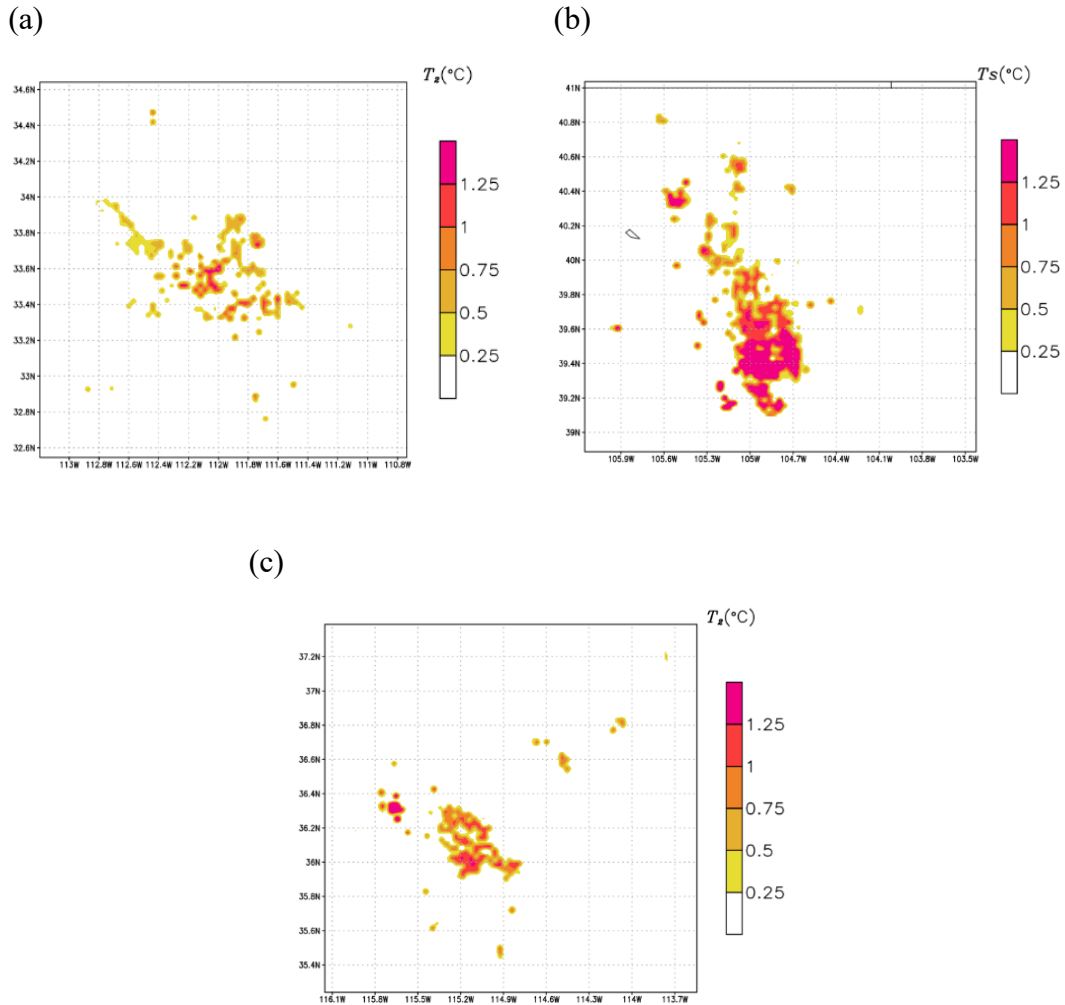 (a)
(b)
T₂(°C)
Ts(°C)
34.6N
34.4N
34.2N
34N
33.8N
33.6N
33.4N
33.2N
33N
32.8N
32.6N
113W 112.8W 112.6W 112.4W 112.2W 112W 111.8W 111.6W 111.4W 111.2W 111W 110.8W
1.25
1
0.75
0.5
0.25
41N
40.8N
40.6N
40.4N
40.2N
40N
39.8N
39.6N
39.4N
39.2N
39N
105.9W 105.6W 105.3W 105W 104.7W 104.4W 104.1W 103.8W 103.5W
1.25
1
0.75
0.5
0.25
(c)
T₂(°C)
37.2N
37N
36.8N
36.6N
36.4N
36.2N
36N
35.8N
35.6N
35.4N
116.1W 115.8W 115.5W 115.2W 114.9W 114.6W 114.3W 114W 113.7W
1.25
1
0.75
0.5
0.25